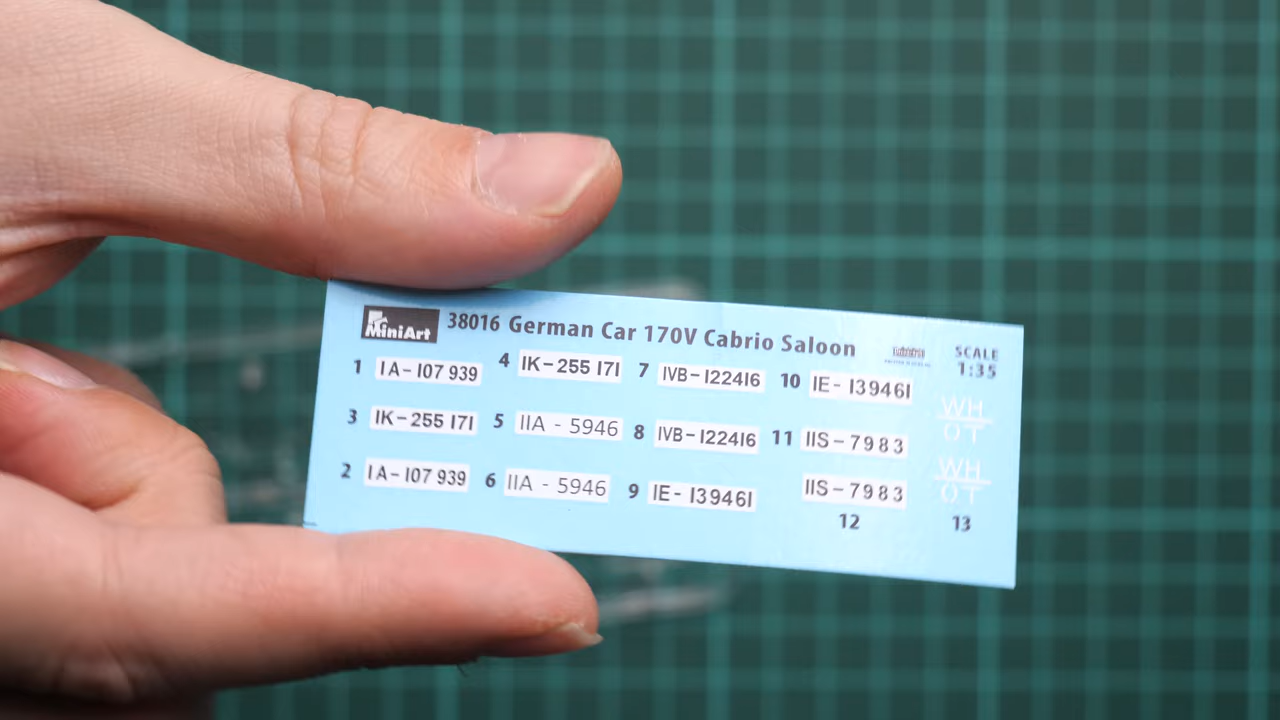 MiniArt 38016 German Car 170V Cabrio Saloon SCALE 1:35
1 IA-107 939 4 IK-255 171 7 IVB-122416 10 IE-139461
3 IK-255 171 5 IIA - 5946 8 IVB-122416 11 IIS-7983 WH OT
2 IA-107 939 6 IIA - 5946 9 IE-139461 IIS-7983 WH OT
12 13